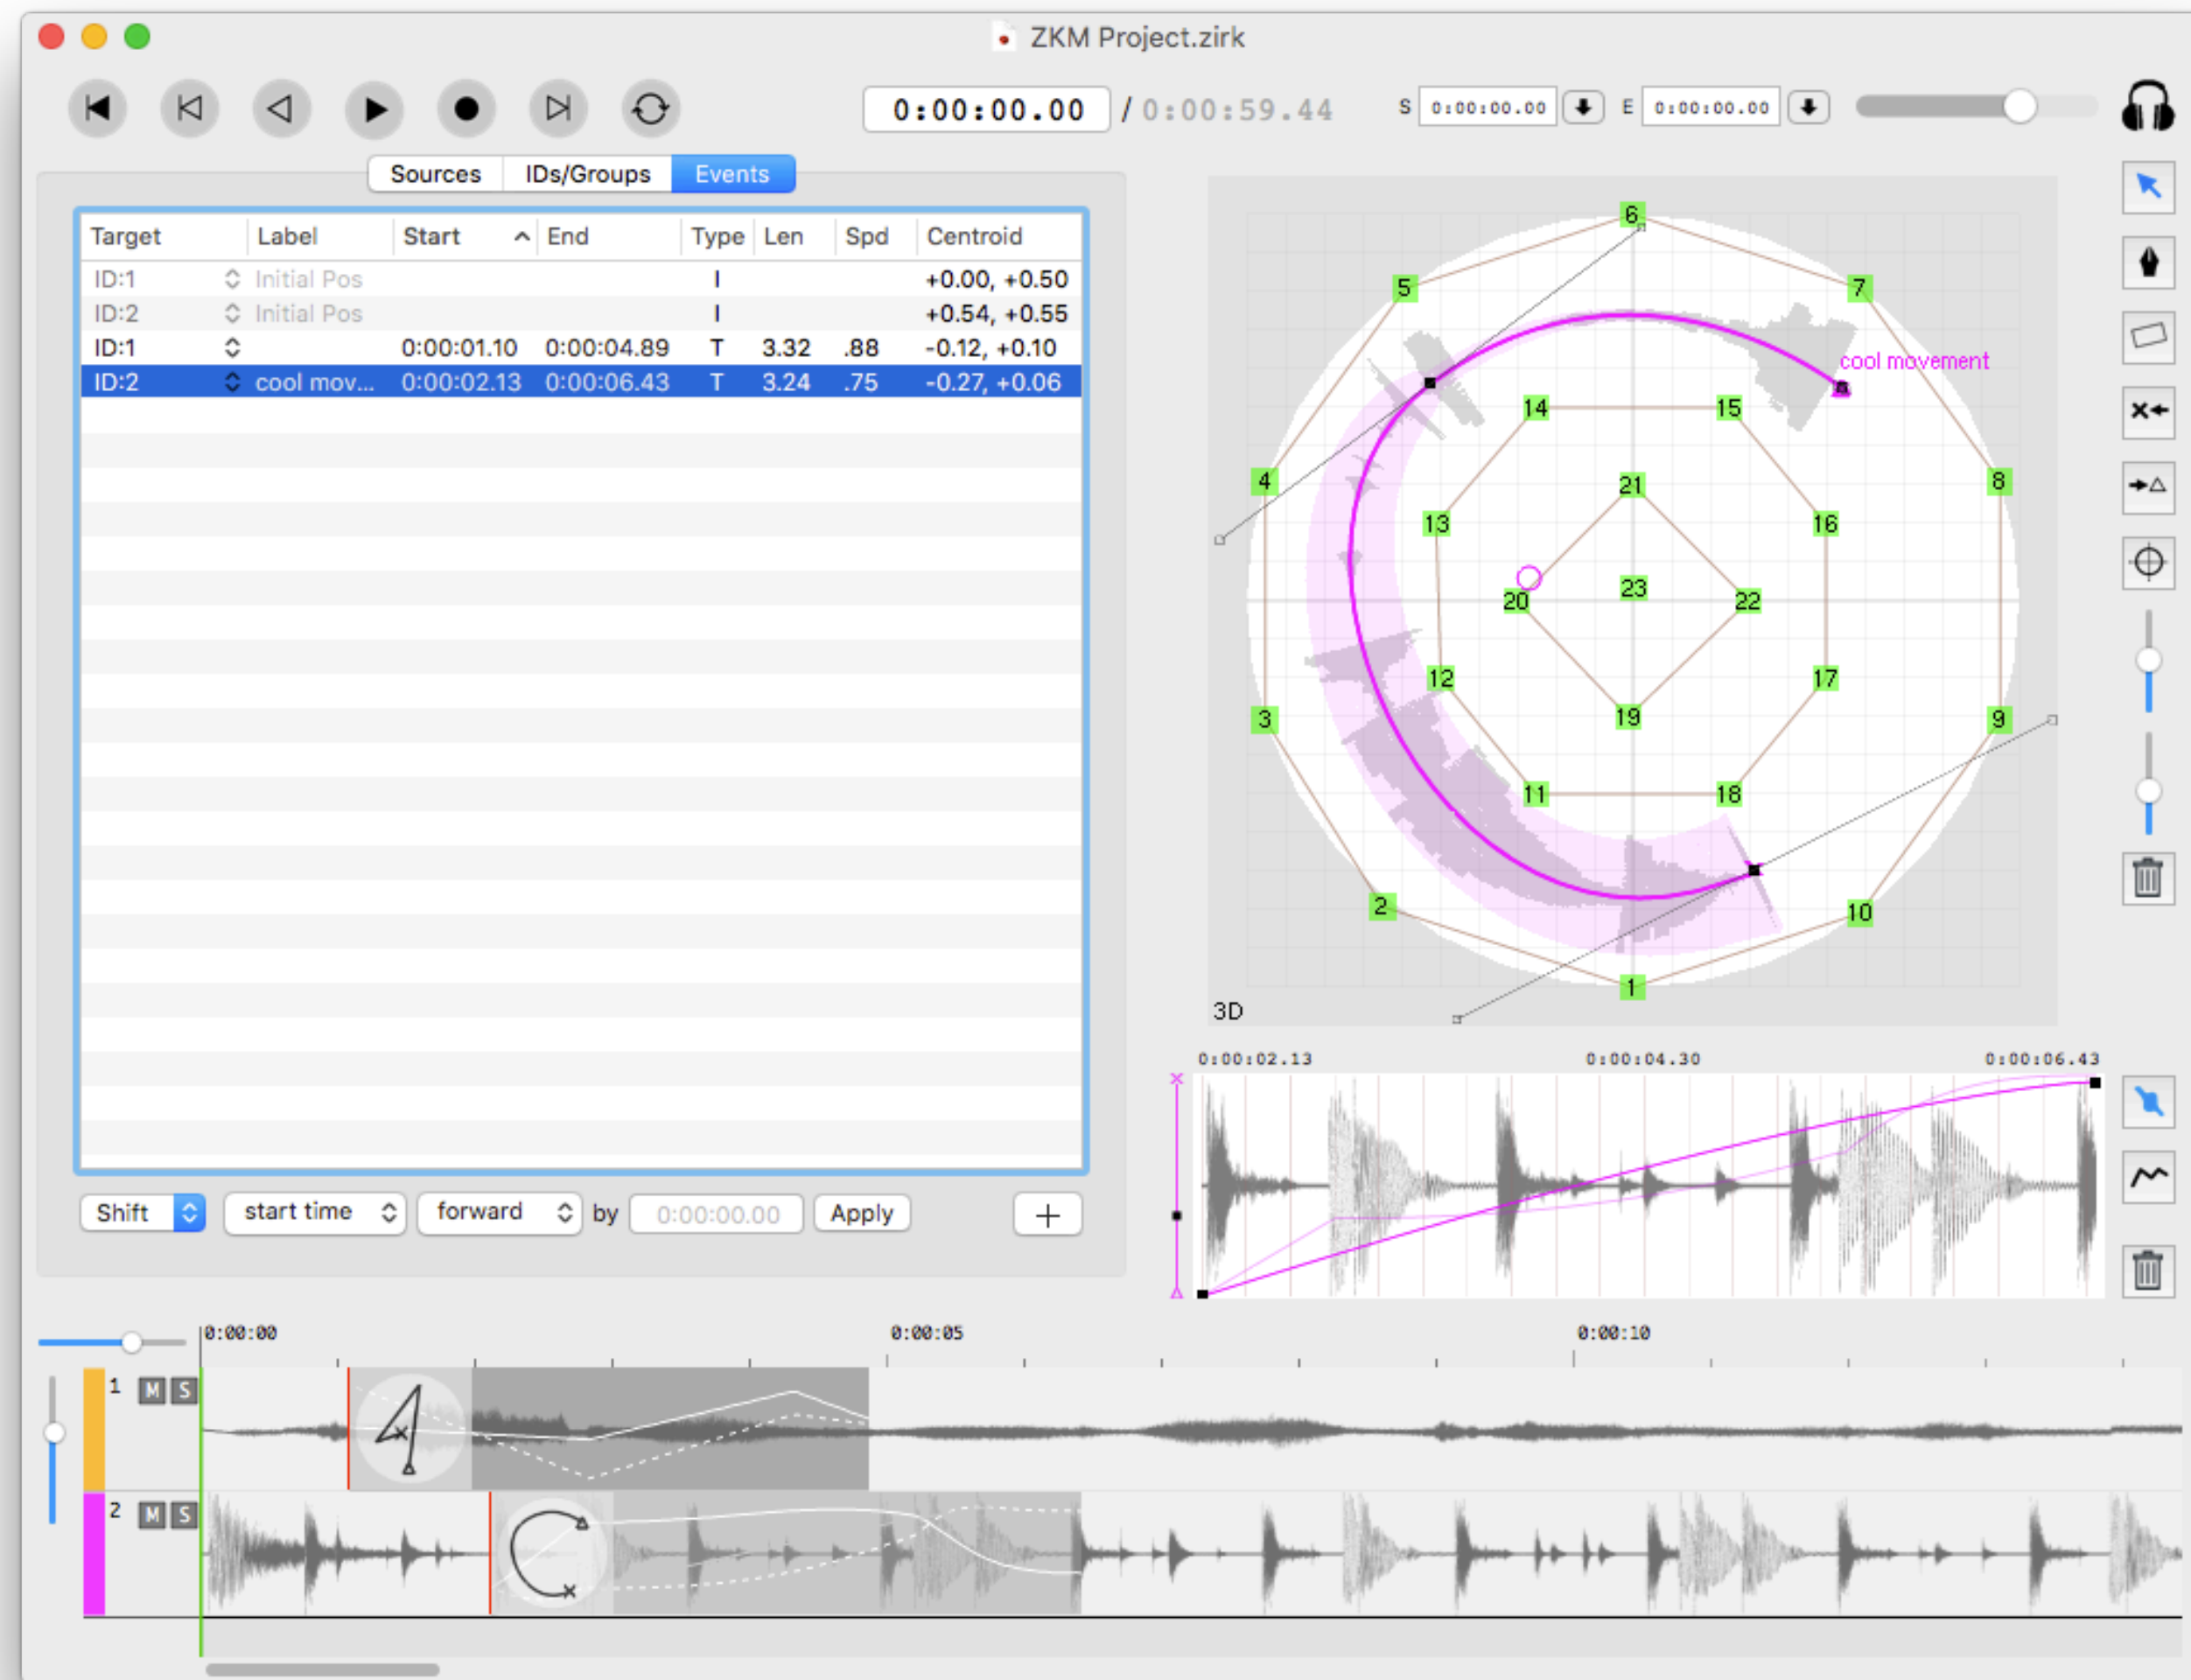 ZKM Project.zirk
0:00:00.00 / 0:00:59.44 S 0:00:00.00 E 0:00:00.00
Sources IDs/Groups Events
Target Label Start End Type Len Spd Centroid
ID:1 Initial Pos I +0.00, +0.50
ID:2 Initial Pos I +0.54, +0.55
ID:1 0:00:01.10 0:00:04.89 T 3.32 .88 -0.12, +0.10
ID:2 cool mov... 0:00:02.13 0:00:06.43 T 3.24 .75 -0.27, +0.06
6
5 7
cool movement
14 15
4 21 8
13 16
23
20 22
12 17
3 19 9
11 18
2 10
1
3D
0:00:02.13 0:00:04.30 0:00:06.43
Shift start time forward by 0:00:00.00 Apply +
0:00:00 0:00:05 0:00:10
1 M S
2 M S